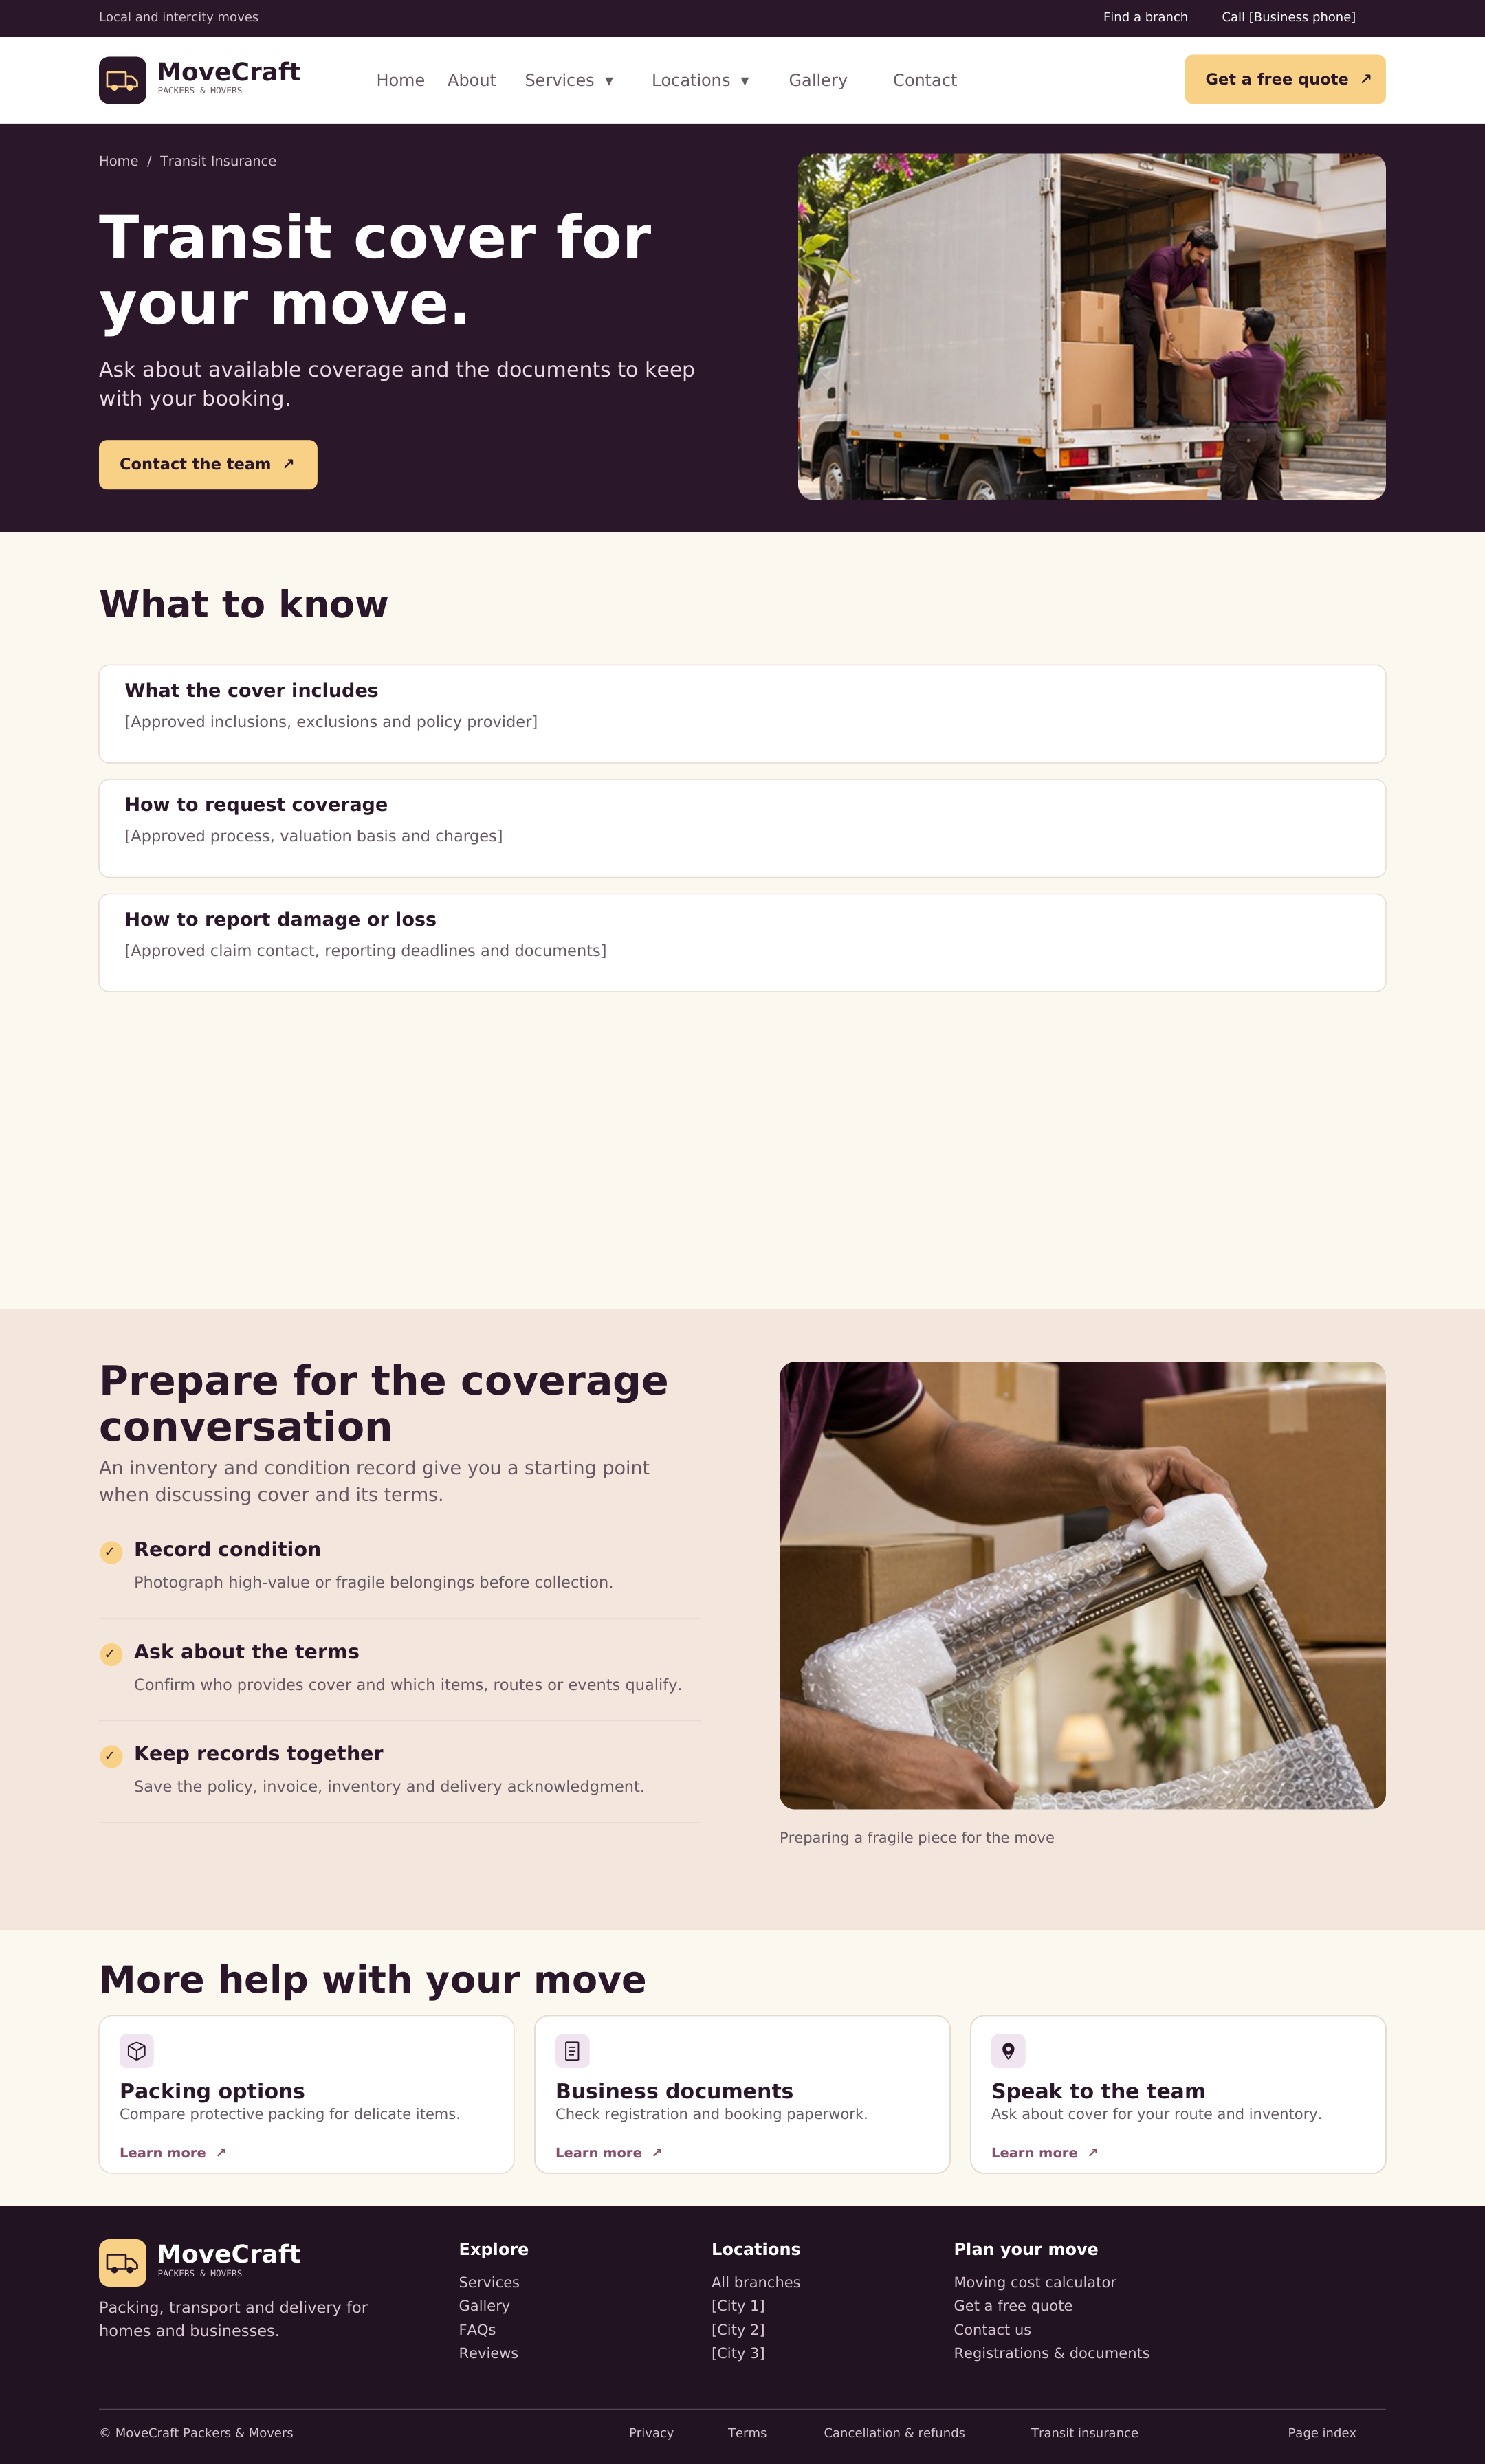 Local and intercity moves
Find a branch
Call [Business phone]
MoveCraft
PACKERS & MOVERS
Home
About
Services ▾
Locations ▾
Gallery
Contact
Get a free quote ↗
Home / Transit Insurance
Transit cover for
your move.
Ask about available coverage and the documents to keep
with your booking.
Contact the team ↗
What to know
What the cover includes
[Approved inclusions, exclusions and policy provider]
How to request coverage
[Approved process, valuation basis and charges]
How to report damage or loss
[Approved claim contact, reporting deadlines and documents]
Prepare for the coverage
conversation
An inventory and condition record give you a starting point
when discussing cover and its terms.
✓ Record condition
Photograph high-value or fragile belongings before collection.
✓ Ask about the terms
Confirm who provides cover and which items, routes or events qualify.
✓ Keep records together
Save the policy, invoice, inventory and delivery acknowledgment.
Preparing a fragile piece for the move
More help with your move
Packing options
Compare protective packing for delicate items.
Learn more ↗
Business documents
Check registration and booking paperwork.
Learn more ↗
Speak to the team
Ask about cover for your route and inventory.
Learn more ↗
MoveCraft
PACKERS & MOVERS
Packing, transport and delivery for
homes and businesses.
Explore
Services
Gallery
FAQs
Reviews
Locations
All branches
[City 1]
[City 2]
[City 3]
Plan your move
Moving cost calculator
Get a free quote
Contact us
Registrations & documents
© MoveCraft Packers & Movers
Privacy
Terms
Cancellation & refunds
Transit insurance
Page index